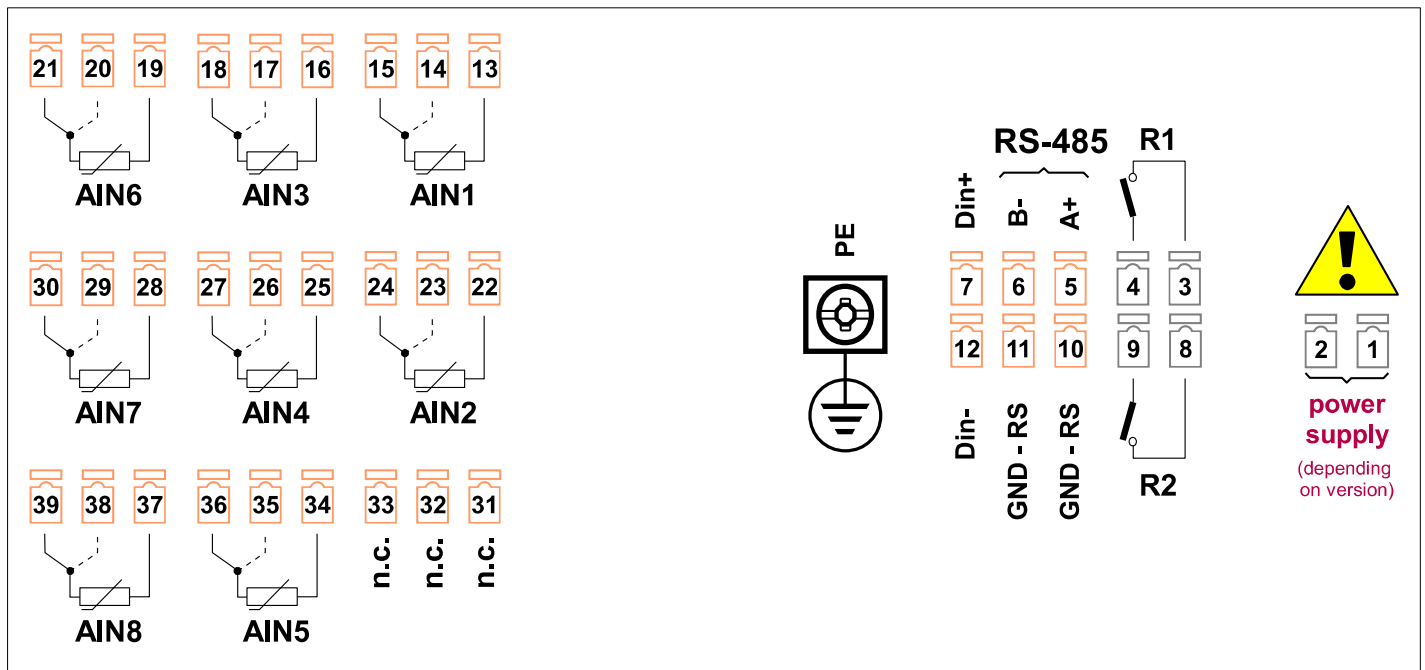 21 20 19 18 17 16 15 14 13
AIN6 AIN3 AIN1
RS-485 R1
Din+ B- A+
PE
30 29 28 27 26 25 24 23 22
7 6 5 4 3
12 11 10 9 8
2 1
AIN7 AIN4 AIN2
Din- GND - RS GND - RS
R2
power
supply
(depending
on version)
39 38 37 36 35 34 33 32 31
n.c. n.c. n.c.
AIN8 AIN5